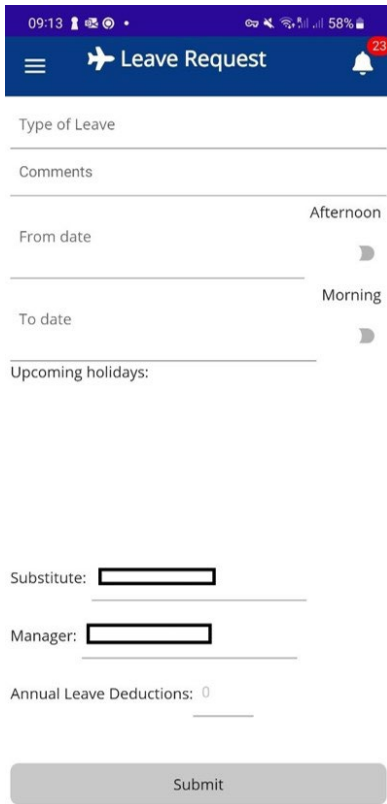 09:13 58%
Leave Request
23
Type of Leave
Comments
Afternoon
From date
Morning
To date
Upcoming holidays:
Substitute:
Manager:
Annual Leave Deductions: 0
Submit